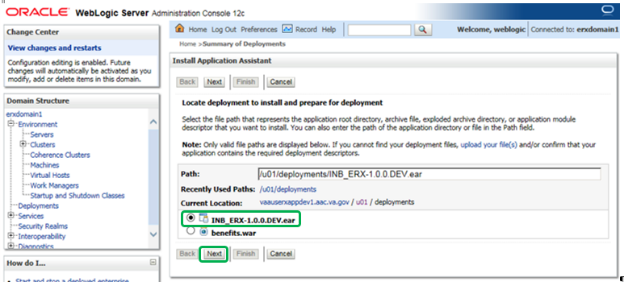 ORACLE WebLogic Server Administration Console 12c
Change Center
View changes and restarts
Configuration editing is enabled. Future
changes will automatically be activated as you
modify, add or delete items in this domain.
Domain Structure
erxdomain1
Environment
Servers
Clusters
Coherence Clusters
Machines
Virtual Hosts
Work Managers
Startup and Shutdown Classes
Deployments
Services
Security Realms
Interoperability
Diagnostics
How do I...
Start and stop a deployed enterprise
Home Log Out Preferences Record Help
Welcome, weblogic Connected to: erxdomain1
Home >Summary of Deployments
Install Application Assistant
Back Next Finish Cancel
Locate deployment to install and prepare for deployment
Select the file path that represents the application root directory, archive file, exploded archive directory, or application module
descriptor that you want to install. You can also enter the path of the application directory or file in the Path field.
Note: Only valid file paths are displayed below. If you cannot find your deployment files, upload your file(s) and/or confirm that your
application contains the required deployment descriptors.
Path: /u01/deployments/INB_ERX-1.0.0.DEV.ear
Recently Used Paths: /u01/deployments
Current Location: vaauserxappdev1.aac.va.gov / u01 / deployments
INB_ERX-1.0.0.DEV.ear
benefits.war
Back Next Finish Cancel